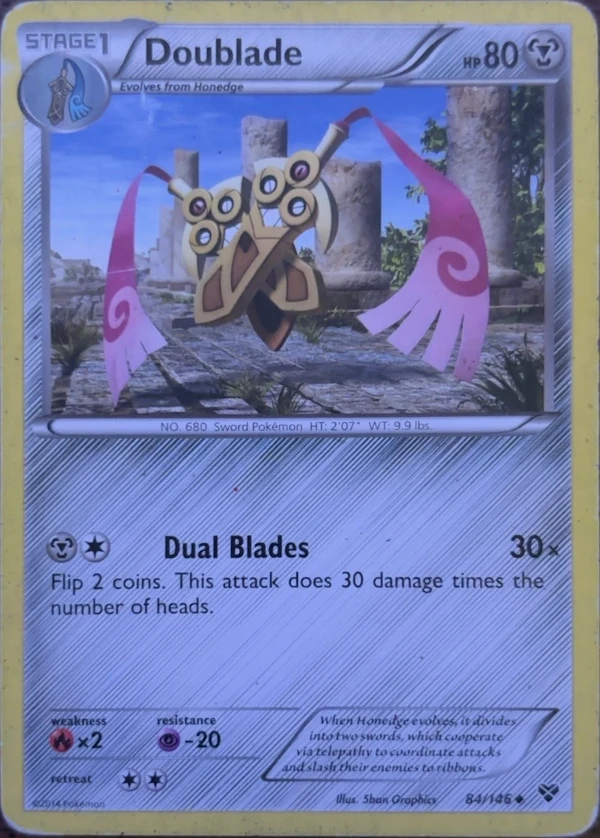 STAGE1
Doublade
HP 80
Evolves from Honedge
NO. 680 Sword Pokémon HT: 2'07" WT: 9.9 lbs.
Dual Blades 30×
Flip 2 coins. This attack does 30 damage times the
number of heads.
weakness resistance
×2 -20
When Honedge evolves, it divides
into two swords, which cooperate
via telepathy to coordinate attacks
and slash their enemies to ribbons.
retreat
©2014 Pokémon
Illus. 5ban Graphics 84/146